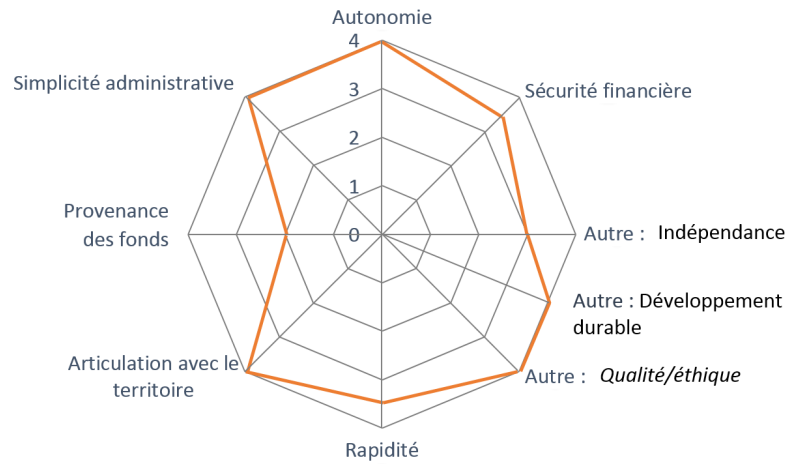 Autonomie
4
Simplicité administrative
Sécurité financière
3
2
1
Provenance
des fonds
0
Autre : Indépendance
Autre : Développement
durable
Articulation avec le
territoire
Autre : Qualité/éthique
Rapidité